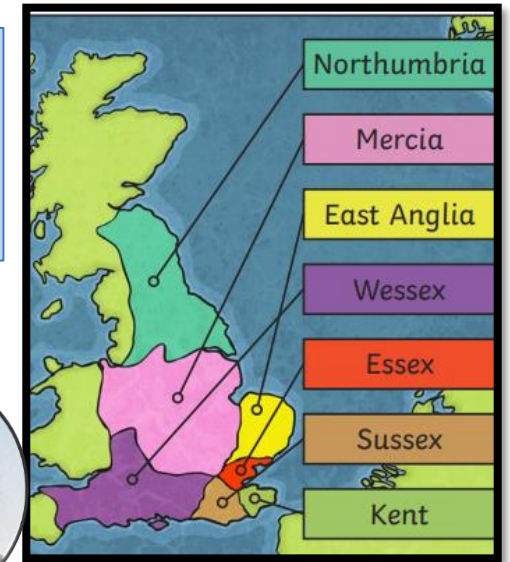 Northumbria
Mercia
East Anglia
Wessex
Essex
Sussex
Kent